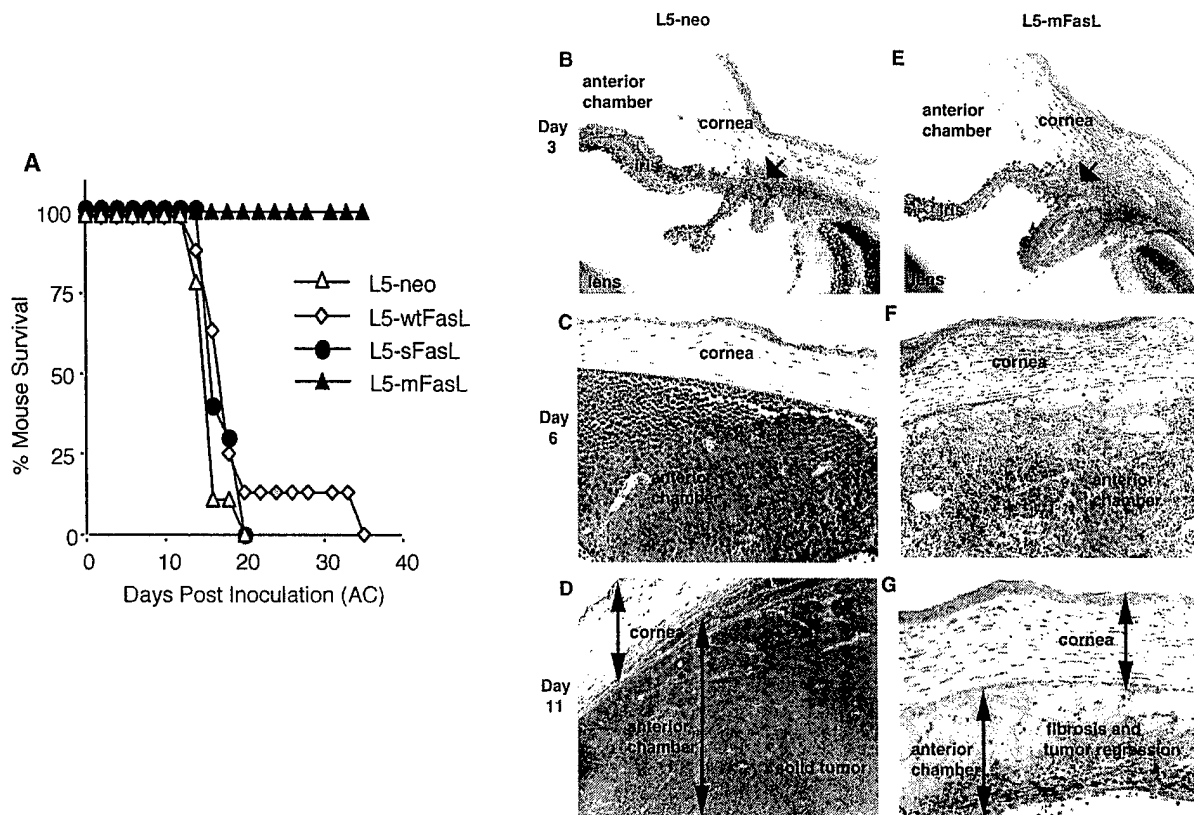 A
100
75
50
25
0
% Mouse Survival
0 10 20 30 40
Days Post Inoculation (AC)
L5-neo
L5-wtFasL
L5-sFasL
L5-mFasL
L5-neo
L5-mFasL
Day
3
B
anterior
chamber
cornea
iris
lens
E
anterior
chamber
cornea
iris
lens
Day
6
C
cornea
anterior
chamber
F
cornea
anterior
chamber
Day
11
D
cornea
anterior
chamber
solid tumor
G
cornea
anterior
chamber
fibrosis and
tumor regression